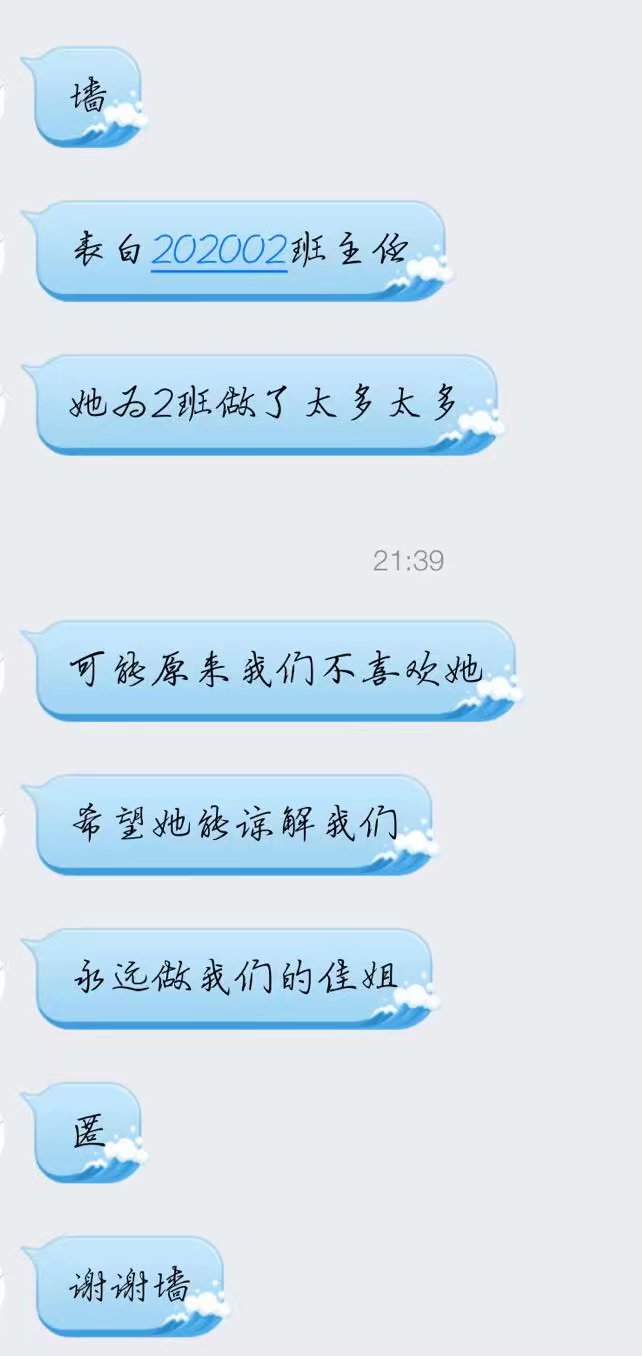 墙
表白202002班主任
她为2班做了太多太多
21:39
可能原来我们不喜欢她
希望她能谅解我们
永远做我们的佳姐
匿
谢谢墙